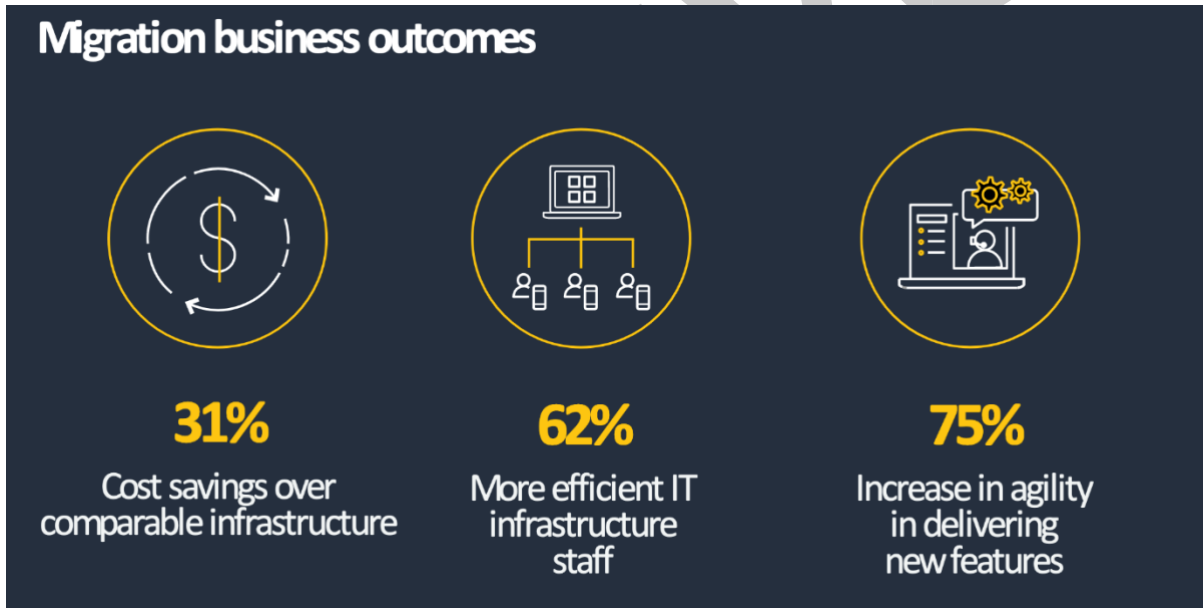 Migration business outcomes
31%
Cost savings over
comparable infrastructure
62%
More efficient IT
infrastructure
staff
75%
Increase in agility
in delivering
new features